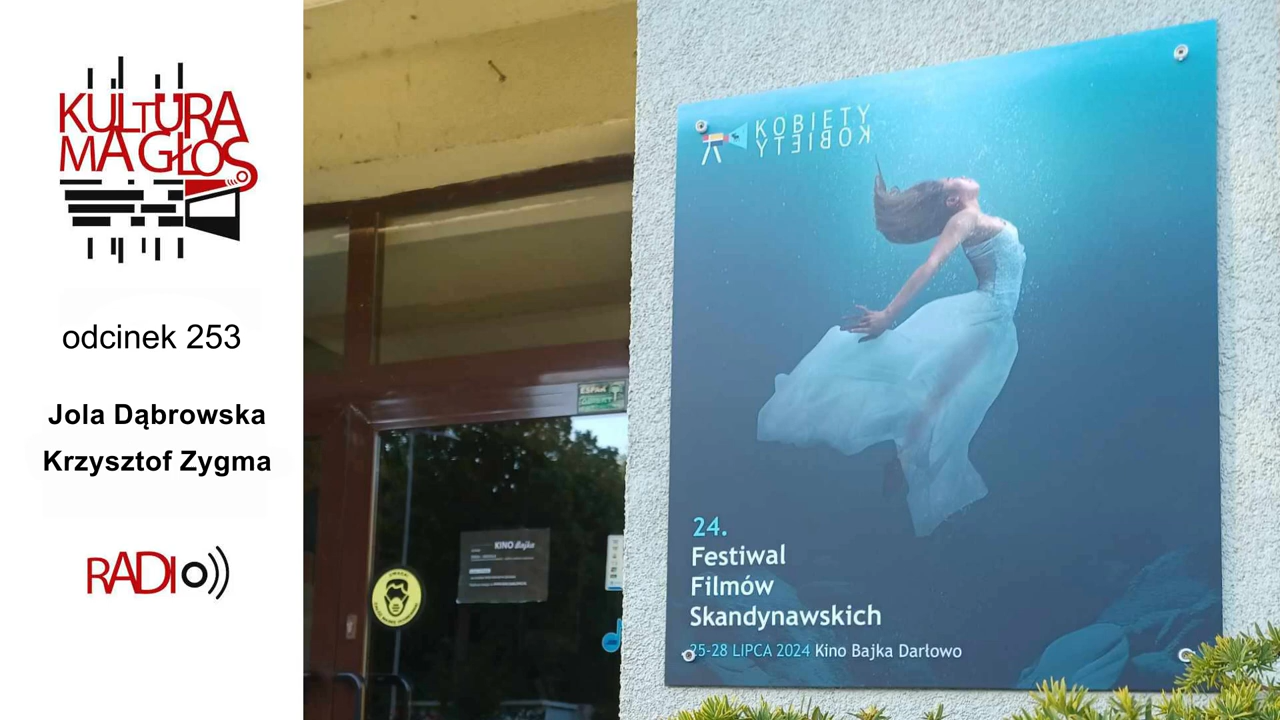 KULTURA
MA GŁOS
odcinek 253
Jola Dąbrowska
Krzysztof Zygma
RADIO
KINO Bajka
KOBIETY
KOBIETY
24.
Festiwal
Filmów
Skandynawskich
25-28 LIPCA 2024 Kino Bajka Darłowo